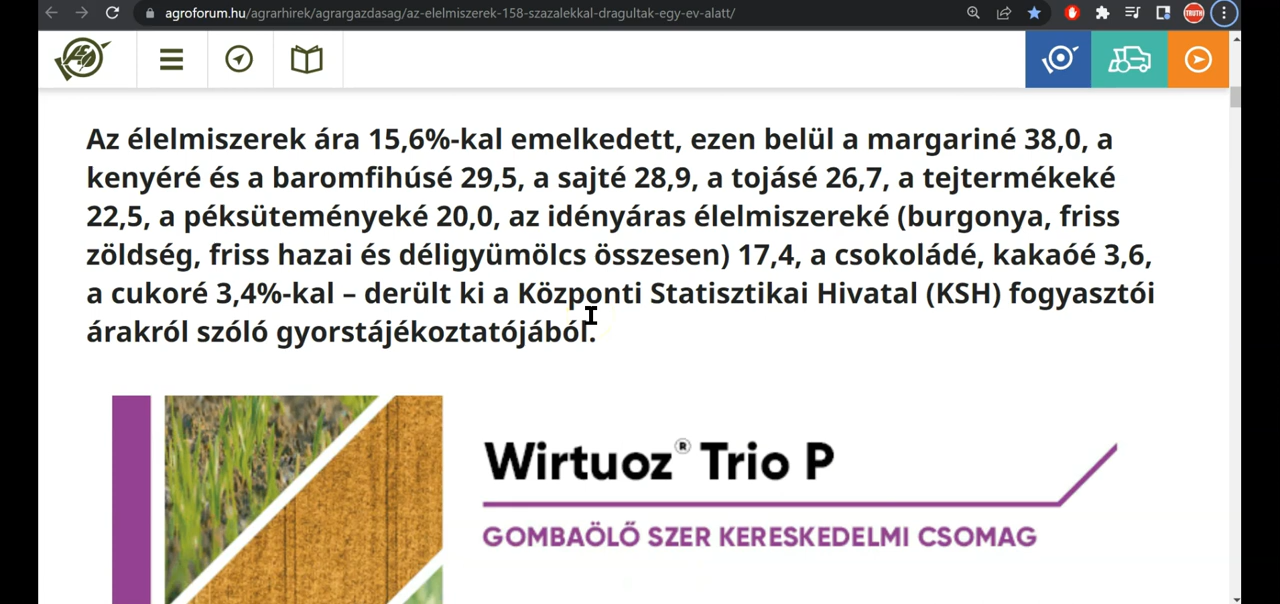 agroforum.hu/agrarhirek/agrargazdasag/az-elelmiszerek-158-szazalekkal-dragultak-egy-ev-alatt/
TRUTH
Az élelmiszerek ára 15,6%-kal emelkedett, ezen belül a margariné 38,0, a
kenyéré és a baromfihúsé 29,5, a sajté 28,9, a tojásé 26,7, a tejtermékeké
22,5, a péksüteményeké 20,0, az idényáras élelmiszereké (burgonya, friss
zöldség, friss hazai és déligyümölcs összesen) 17,4, a csokoládé, kakaóé 3,6,
a cukoré 3,4%-kal – derült ki a Központi Statisztikai Hivatal (KSH) fogyasztói
árakról szóló gyorstájékoztatójából.
Wirtuoz® Trio P
GOMBAÖLŐ SZER KERESKEDELMI CSOMAG